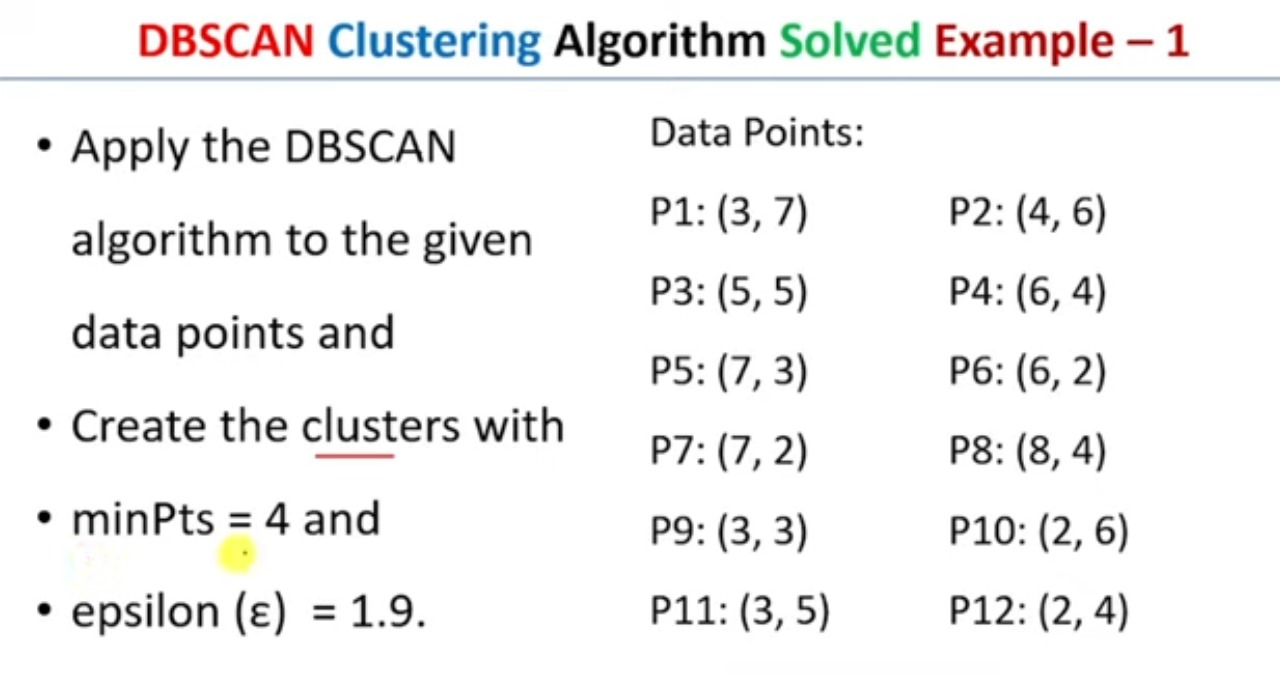 DBSCAN Clustering Algorithm Solved Example – 1
• Apply the DBSCAN
algorithm to the given
data points and
• Create the clusters with
• minPts = 4 and
• epsilon (ε) = 1.9.
Data Points:
P1: (3, 7) P2: (4, 6)
P3: (5, 5) P4: (6, 4)
P5: (7, 3) P6: (6, 2)
P7: (7, 2) P8: (8, 4)
P9: (3, 3) P10: (2, 6)
P11: (3, 5) P12: (2, 4)